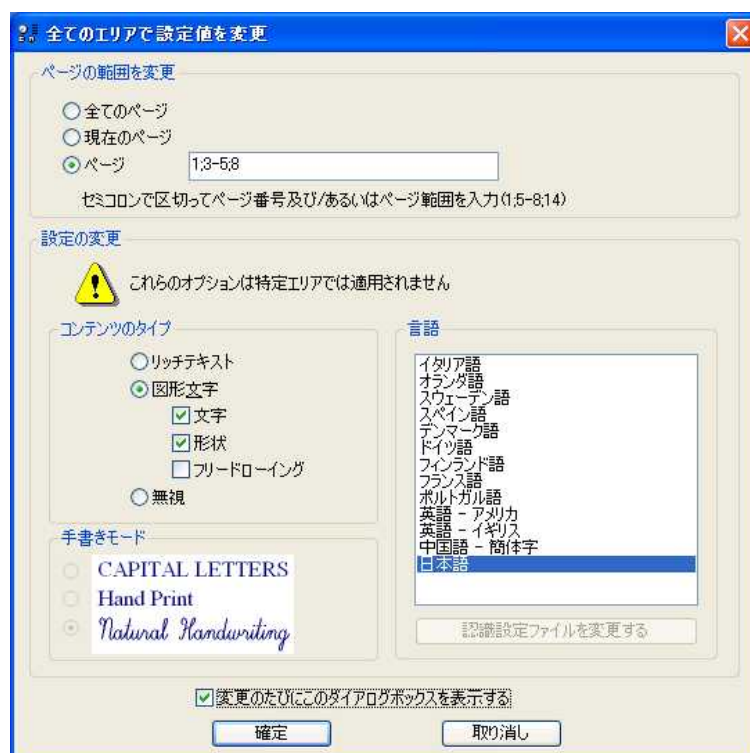 全てのエリアで設定値を変更
ページの範囲を変更
全てのページ
現在のページ
ページ 1;3-5;8
セミコロンで区切ってページ番号及び/あるいはページ範囲を入力(1;5-8;14)
設定の変更
これらのオプションは特定エリアでは適用されません
コンテンツのタイプ
リッチテキスト
図形文字
文字
形状
フリードローイング
無視
手書きモード
CAPITAL LETTERS
Hand Print
Natural Handwriting
言語
イタリア語
オランダ語
スウェーデン語
スペイン語
デンマーク語
ドイツ語
フィンランド語
フランス語
ポルトガル語
英語 - アメリカ
英語 - イギリス
中国語 - 簡体字
日本語
認識設定ファイルを変更する
変更のたびにこのダイアログボックスを表示する
確定 取り消し